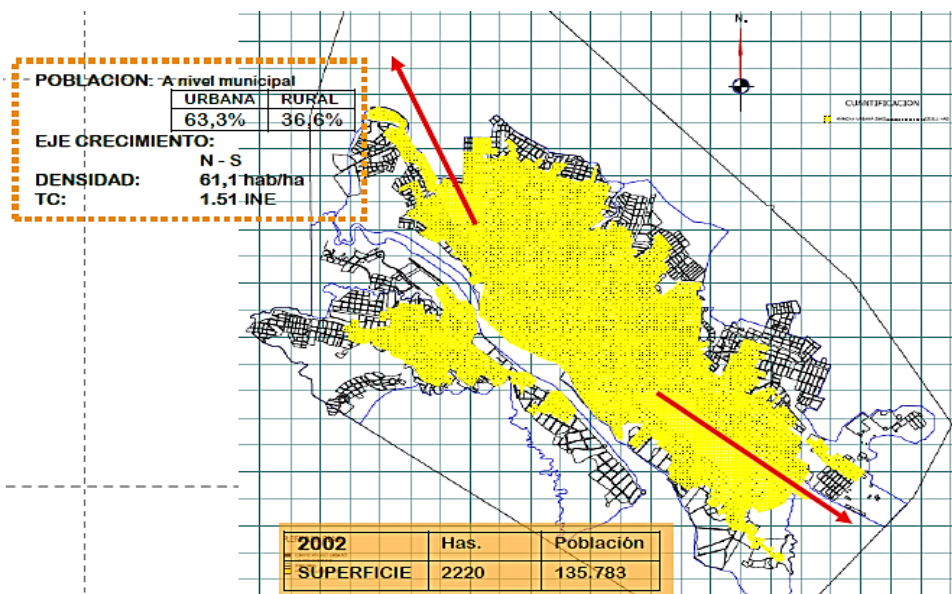 N.
POBLACION: A nivel municipal
URBANA RURAL
63,3% 36,6%
EJE CRECIMIENTO:
N - S
DENSIDAD: 61,1 hab/ha
TC: 1.51 INE
CUANTIFICACION
2002 Has. Población
SUPERFICIE 2220 135.783